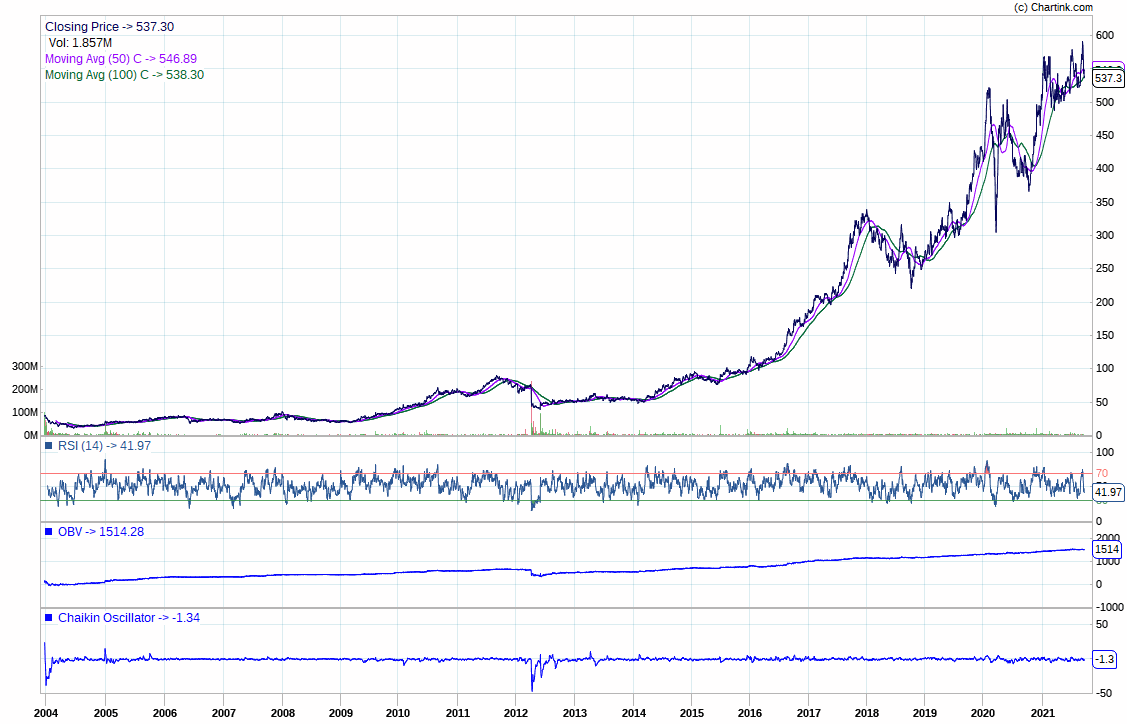 (c) Chartink.com
Closing Price -> 537.30
Vol: 1.857M
Moving Avg (50) C -> 546.89
Moving Avg (100) C -> 538.30
600
537.3
500
450
400
350
300
250
200
150
100
50
0
300M
200M
100M
0M
RSI (14) -> 41.97
100
70
41.97
0
OBV -> 1514.28
2000
1514
1000
0
-1000
Chaikin Oscillator -> -1.34
50
-1.3
-50
2004 2005 2006 2007 2008 2009 2010 2011 2012 2013 2014 2015 2016 2017 2018 2019 2020 2021